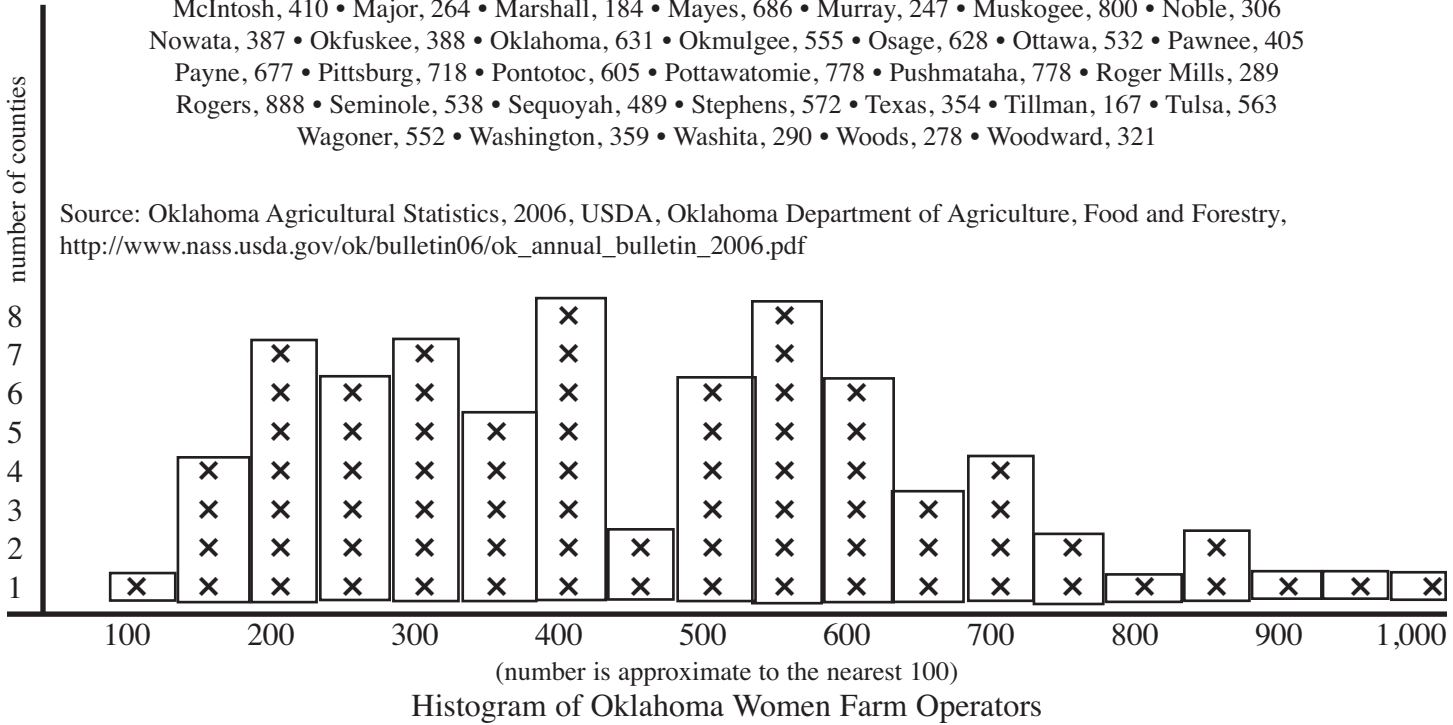 McIntosh, 410 • Major, 264 • Marshall, 184 • Mayes, 686 • Murray, 247 • Muskogee, 800 • Noble, 306
Nowata, 387 • Okfuskee, 388 • Oklahoma, 631 • Okmulgee, 555 • Osage, 628 • Ottawa, 532 • Pawnee, 405
Payne, 677 • Pittsburg, 718 • Pontotoc, 605 • Pottawatomie, 778 • Pushmataha, 778 • Roger Mills, 289
Rogers, 888 • Seminole, 538 • Sequoyah, 489 • Stephens, 572 • Texas, 354 • Tillman, 167 • Tulsa, 563
Wagoner, 552 • Washington, 359 • Washita, 290 • Woods, 278 • Woodward, 321
number of counties
Source: Oklahoma Agricultural Statistics, 2006, USDA, Oklahoma Department of Agriculture, Food and Forestry,
http://www.nass.usda.gov/ok/bulletin06/ok_annual_bulletin_2006.pdf
8
7
6
5
4
3
2
1
100 200 300 400 500 600 700 800 900 1,000
(number is approximate to the nearest 100)
Histogram of Oklahoma Women Farm Operators